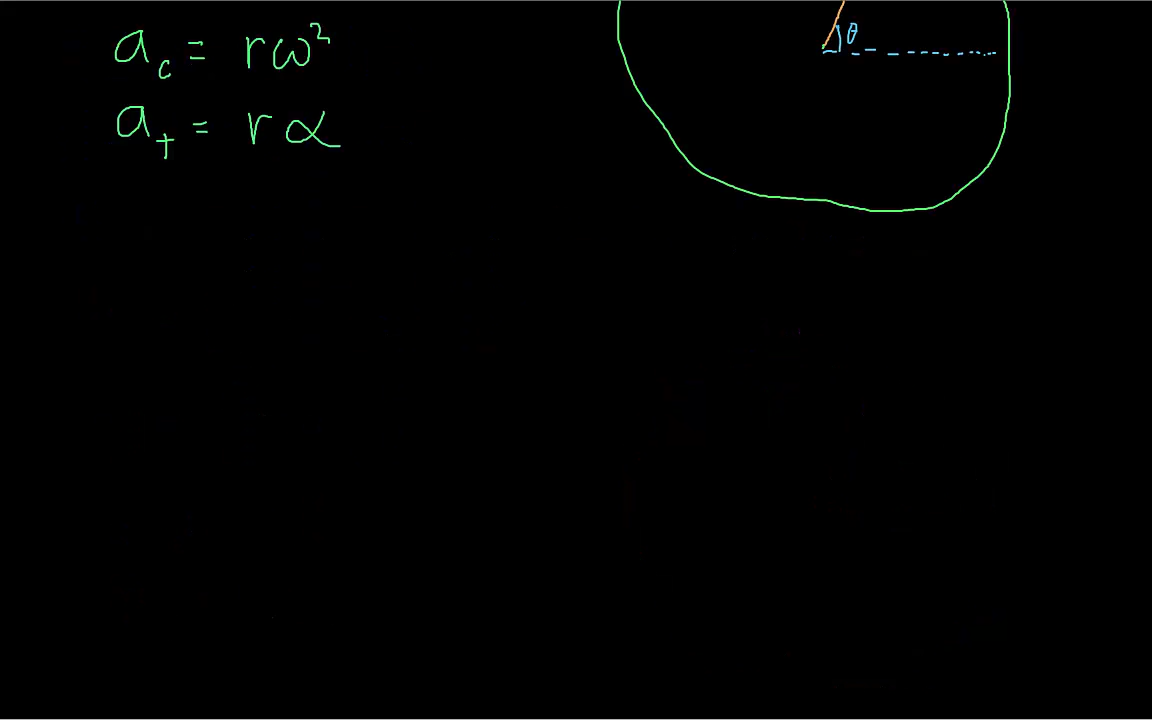 a_c = rω²
a_t = rα
θ